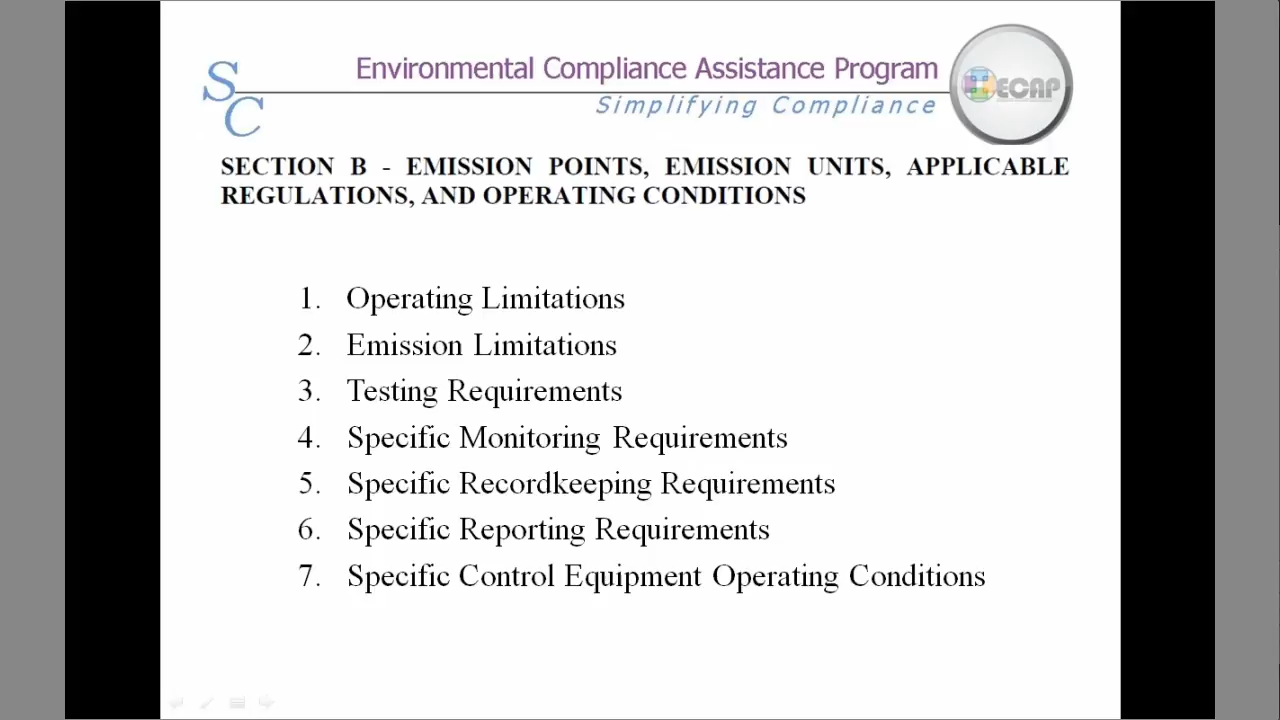 Environmental Compliance Assistance Program
SC
Simplifying Compliance
ECAP
SECTION B - EMISSION POINTS, EMISSION UNITS, APPLICABLE
REGULATIONS, AND OPERATING CONDITIONS
1. Operating Limitations
2. Emission Limitations
3. Testing Requirements
4. Specific Monitoring Requirements
5. Specific Recordkeeping Requirements
6. Specific Reporting Requirements
7. Specific Control Equipment Operating Conditions